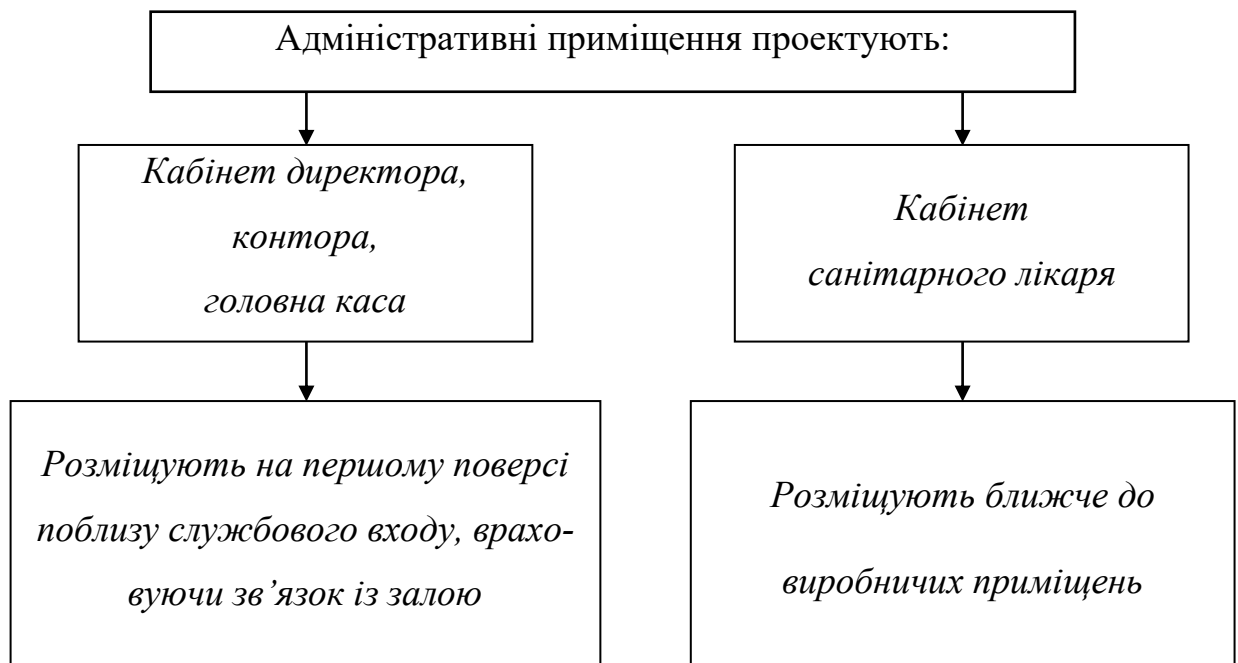 Адміністративні приміщення проектують:
Кабінет директора,
контора,
головна каса
Кабінет
санітарного лікаря
Розміщують на першому поверсі
поблизу службового входу, врахо-
вуючи зв’язок із залою
Розміщують ближче до
виробничих приміщень